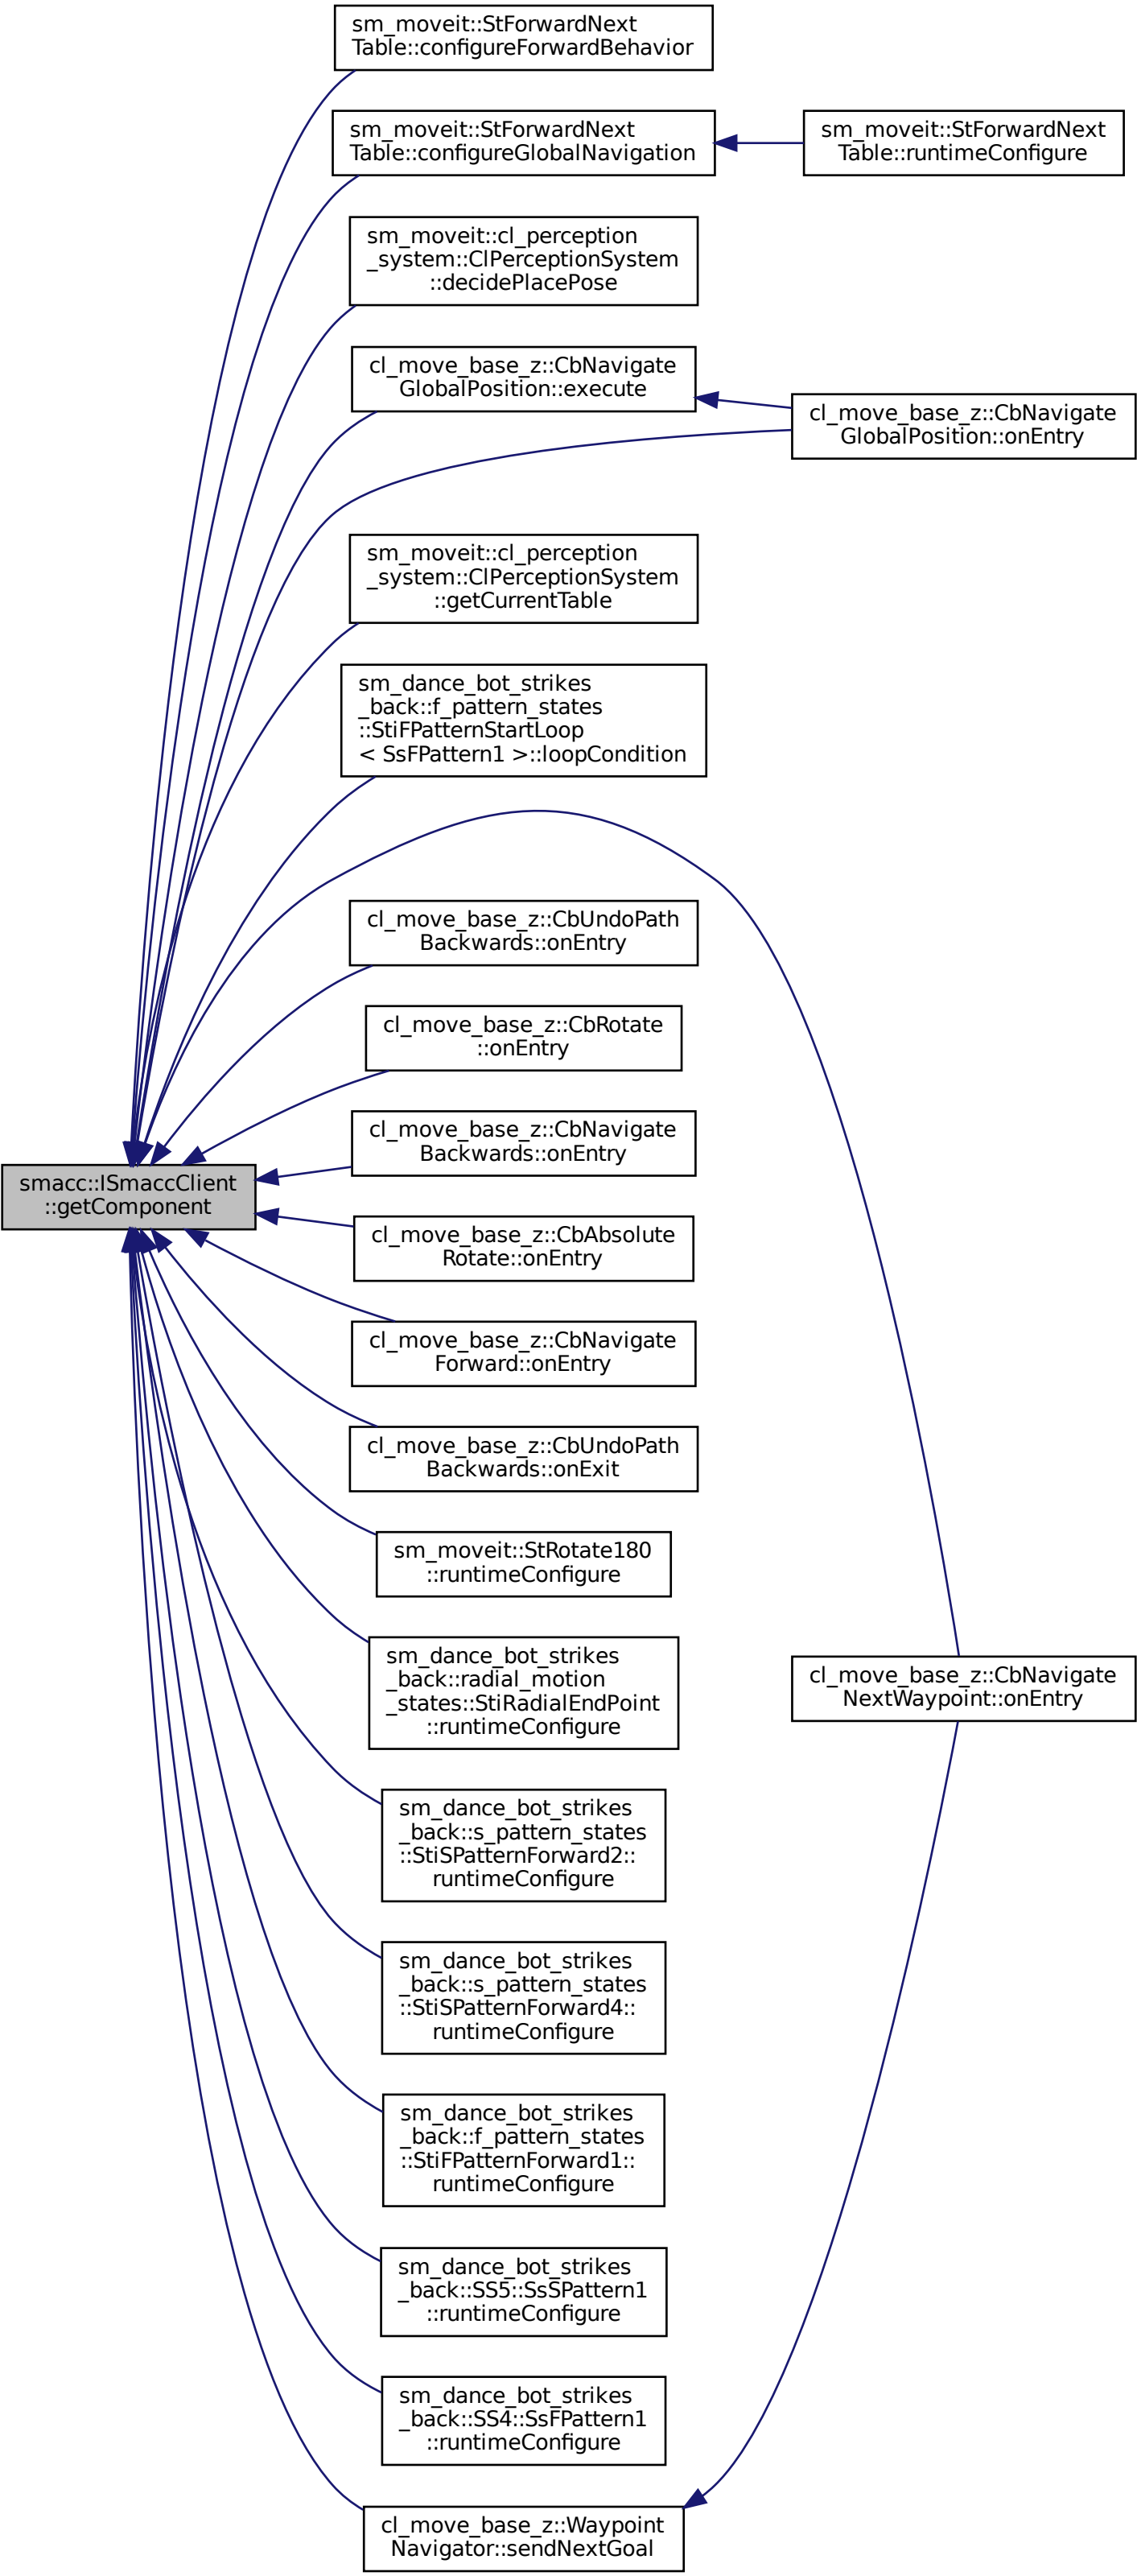 sm_moveit::StForwardNext
Table::configureForwardBehavior
sm_moveit::StForwardNext
Table::configureGlobalNavigation
sm_moveit::StForwardNext
Table::runtimeConfigure
sm_moveit::cl_perception
_system::ClPerceptionSystem
::decidePlacePose
cl_move_base_z::CbNavigate
GlobalPosition::execute
cl_move_base_z::CbNavigate
GlobalPosition::onEntry
sm_moveit::cl_perception
_system::ClPerceptionSystem
::getCurrentTable
sm_dance_bot_strikes
_back::f_pattern_states
::StiFPatternStartLoop
< SsFPattern1 >::loopCondition
cl_move_base_z::CbUndoPath
Backwards::onEntry
cl_move_base_z::CbRotate
::onEntry
cl_move_base_z::CbNavigate
Backwards::onEntry
smacc::ISmaccClient
::getComponent
cl_move_base_z::CbAbsolute
Rotate::onEntry
cl_move_base_z::CbNavigate
Forward::onEntry
cl_move_base_z::CbUndoPath
Backwards::onExit
sm_moveit::StRotate180
::runtimeConfigure
sm_dance_bot_strikes
_back::radial_motion
_states::StiRadialEndPoint
::runtimeConfigure
cl_move_base_z::CbNavigate
NextWaypoint::onEntry
sm_dance_bot_strikes
_back::s_pattern_states
::StiSPatternForward2::
runtimeConfigure
sm_dance_bot_strikes
_back::s_pattern_states
::StiSPatternForward4::
runtimeConfigure
sm_dance_bot_strikes
_back::f_pattern_states
::StiFPatternForward1::
runtimeConfigure
sm_dance_bot_strikes
_back::SS5::SsSPattern1
::runtimeConfigure
sm_dance_bot_strikes
_back::SS4::SsFPattern1
::runtimeConfigure
cl_move_base_z::Waypoint
Navigator::sendNextGoal